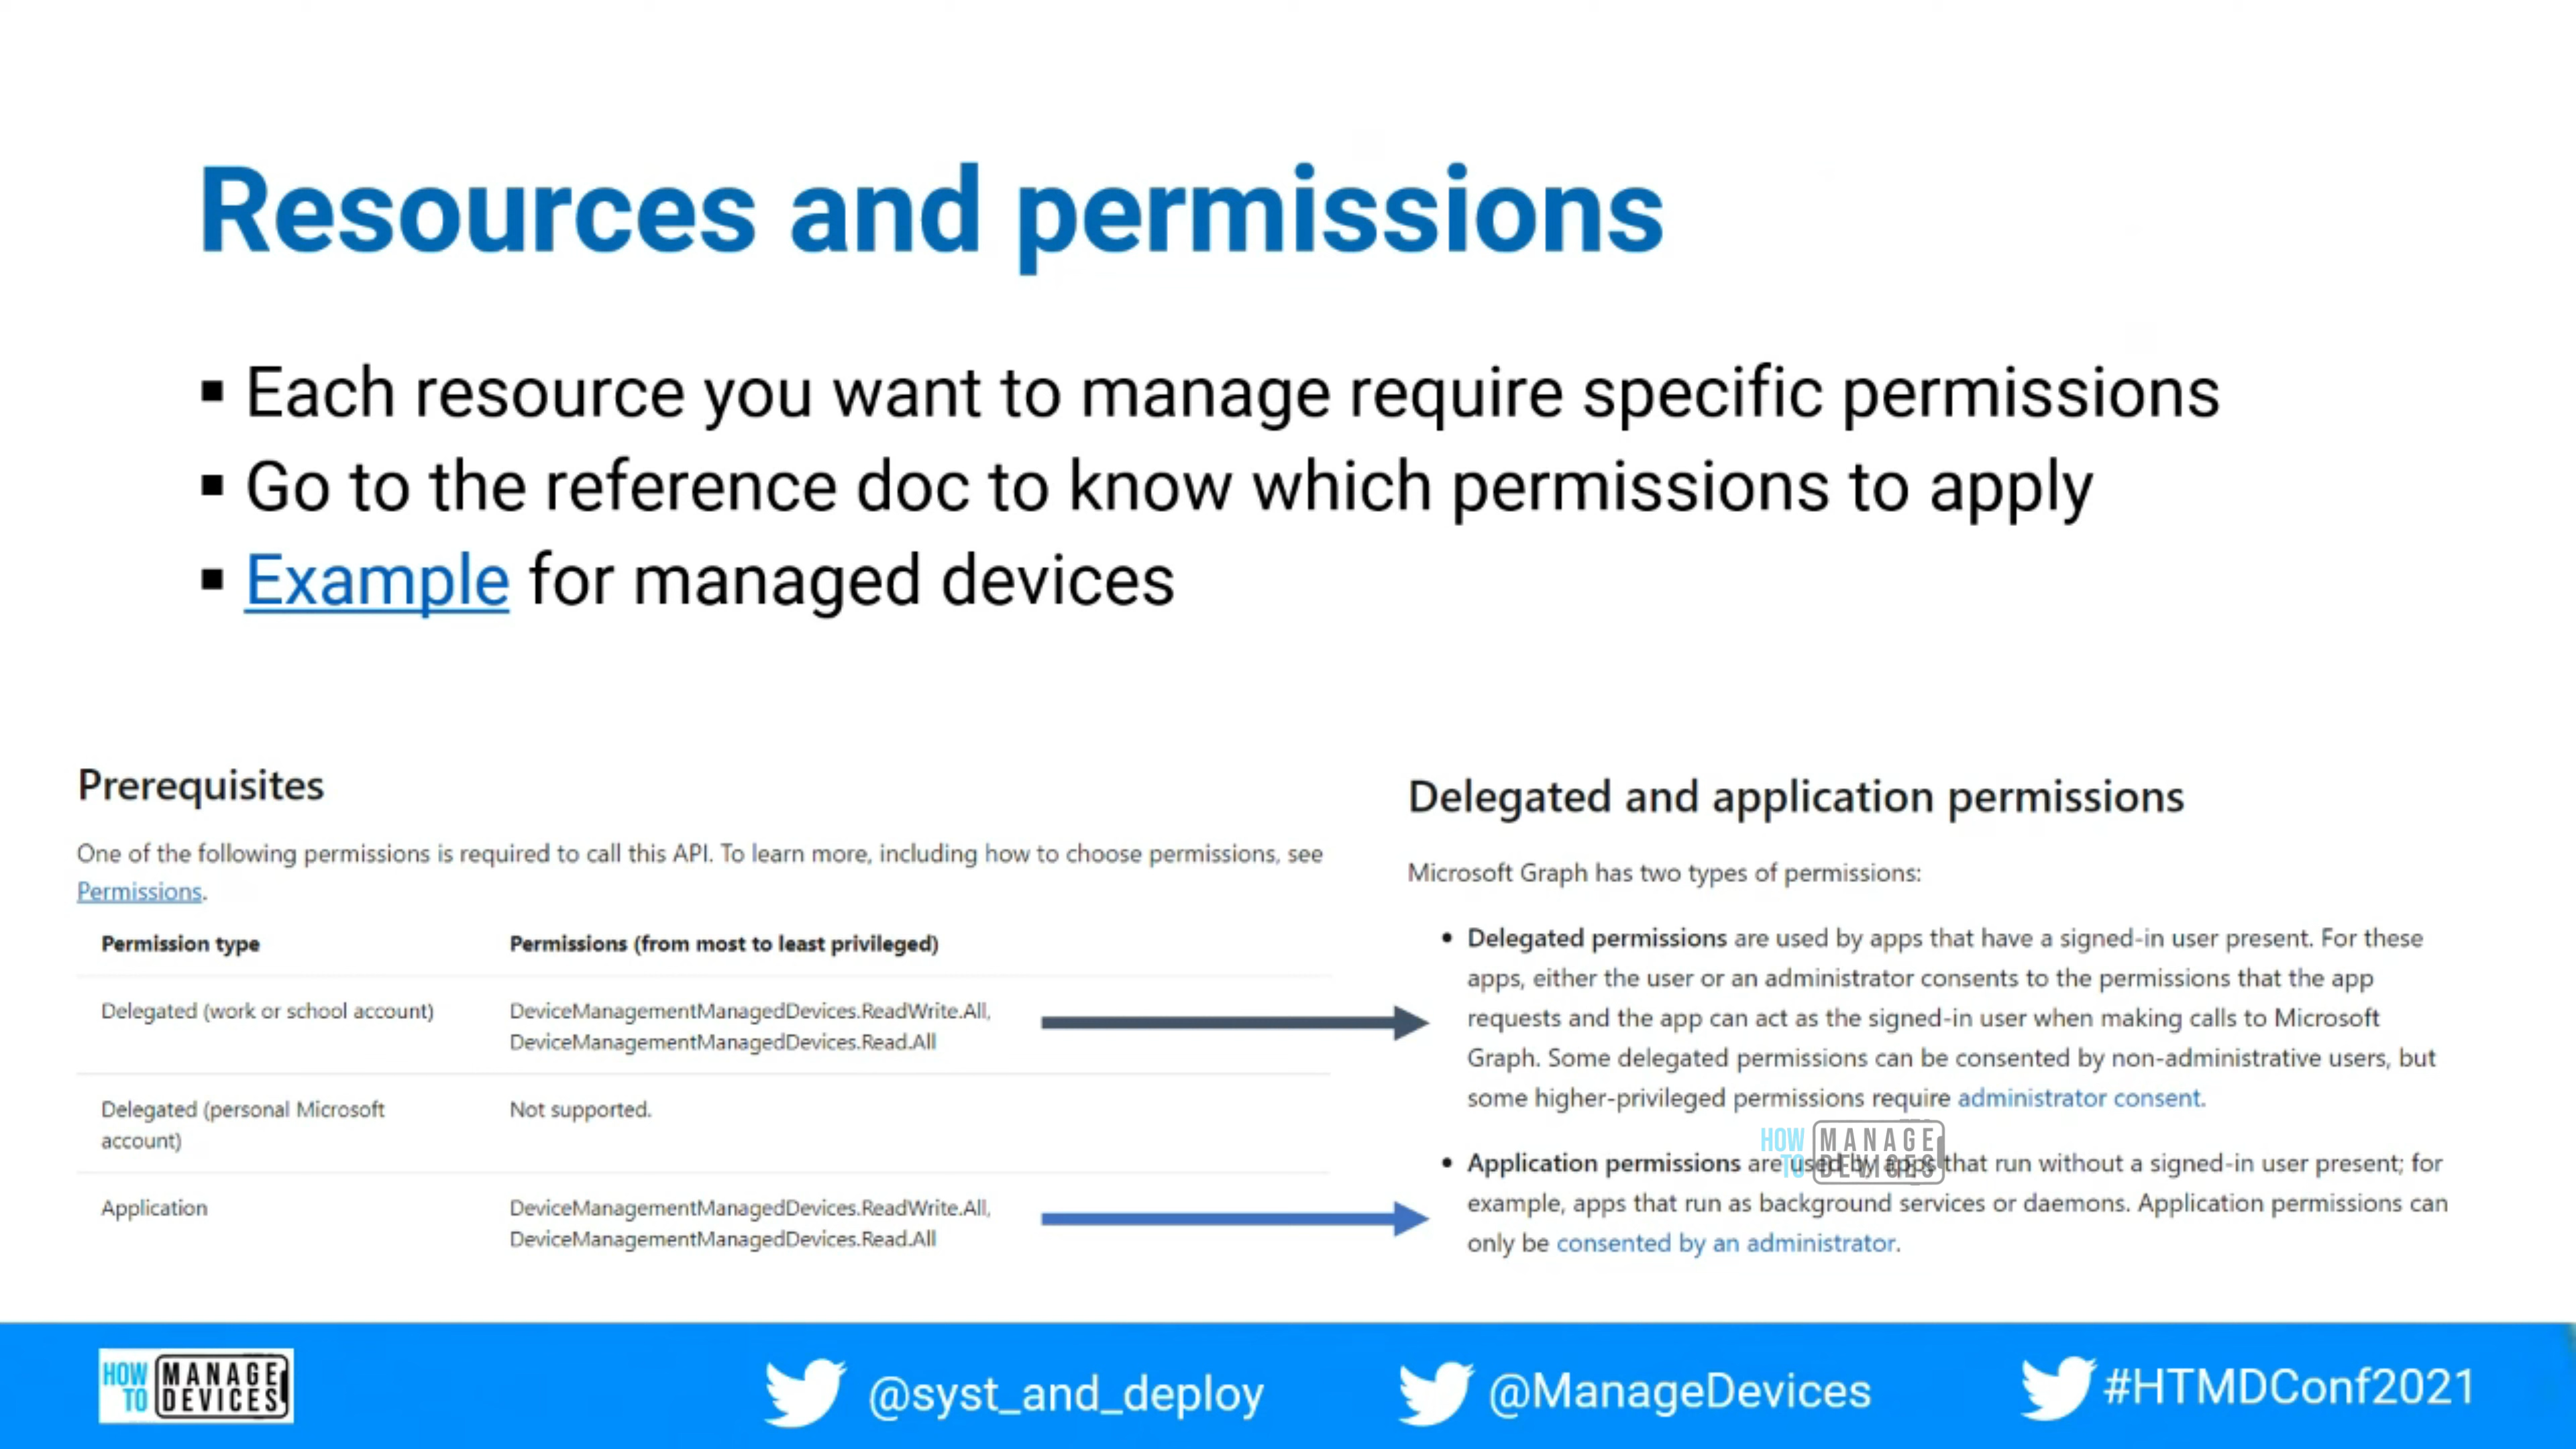 Resources and permissions
▪ Each resource you want to manage require specific permissions
▪ Go to the reference doc to know which permissions to apply
▪ Example for managed devices
Prerequisites
One of the following permissions is required to call this API. To learn more, including how to choose permissions, see
Permissions.
Permission type Permissions (from most to least privileged)
Delegated (work or school account) DeviceManagementManagedDevices.ReadWrite.All,
DeviceManagementManagedDevices.Read.All
Delegated (personal Microsoft Not supported.
account)
Application DeviceManagementManagedDevices.ReadWrite.All,
DeviceManagementManagedDevices.Read.All
Delegated and application permissions
Microsoft Graph has two types of permissions:
• Delegated permissions are used by apps that have a signed-in user present. For these
apps, either the user or an administrator consents to the permissions that the app
requests and the app can act as the signed-in user when making calls to Microsoft
Graph. Some delegated permissions can be consented by non-administrative users, but
some higher-privileged permissions require administrator consent.
• Application permissions are used by apps that run without a signed-in user present; for
example, apps that run as background services or daemons. Application permissions can
only be consented by an administrator.
HOW MANAGE
TO DEVICES
HOW MANAGE
TO DEVICES
@syst_and_deploy
@ManageDevices
#HTMDConf2021